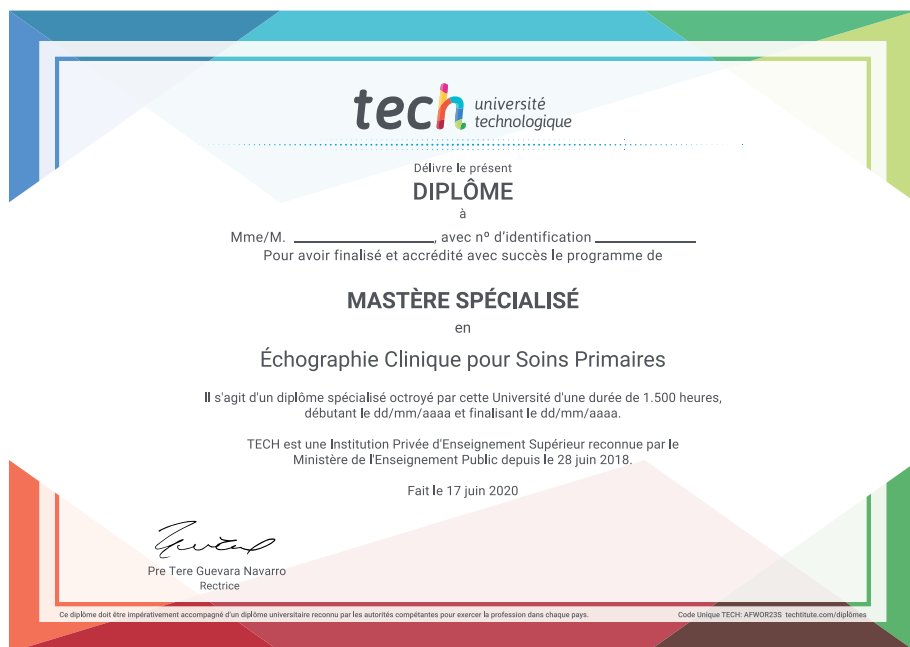 tech université
technologique
Délivre le présent
DIPLÔME
à
Mme/M. ____________________, avec nº d'identification ______________
Pour avoir finalisé et accrédité avec succès le programme de
MASTÈRE SPÉCIALISÉ
en
Échographie Clinique pour Soins Primaires
Il s'agit d'un diplôme spécialisé octroyé par cette Université d'une durée de 1.500 heures,
débutant le dd/mm/aaaa et finalisant le dd/mm/aaaa.
TECH est une Institution Privée d'Enseignement Supérieur reconnue par le
Ministère de l'Enseignement Public depuis le 28 juin 2018.
Fait le 17 juin 2020
Pre Tere Guevara Navarro
Rectrice
Ce diplôme doit être impérativement accompagné d'un diplôme universitaire reconnu par les autorités compétantes pour exercer la profession dans chaque pays.
Code Unique TECH: AFWOR23S techtitute.com/diplômes